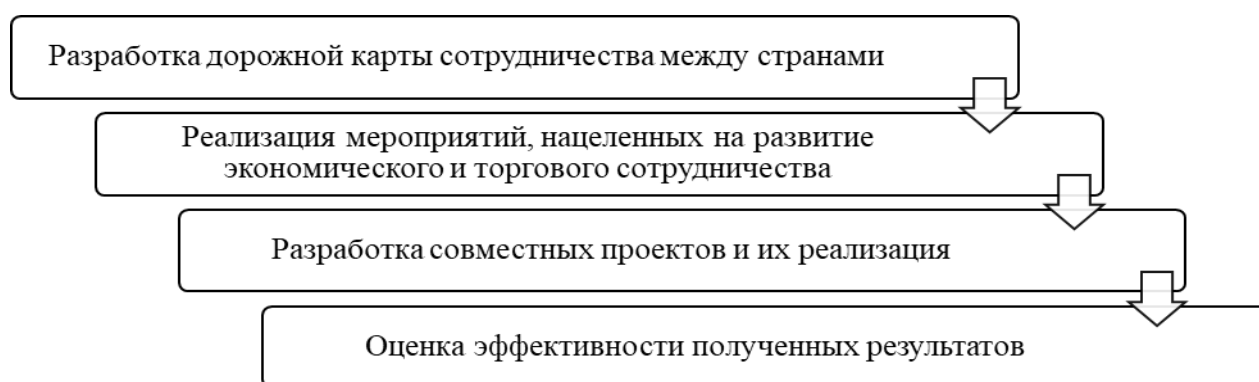 Разработка дорожной карты сотрудничества между странами
Реализация мероприятий, нацеленных на развитие
экономического и торгового сотрудничества
Разработка совместных проектов и их реализация
Оценка эффективности полученных результатов